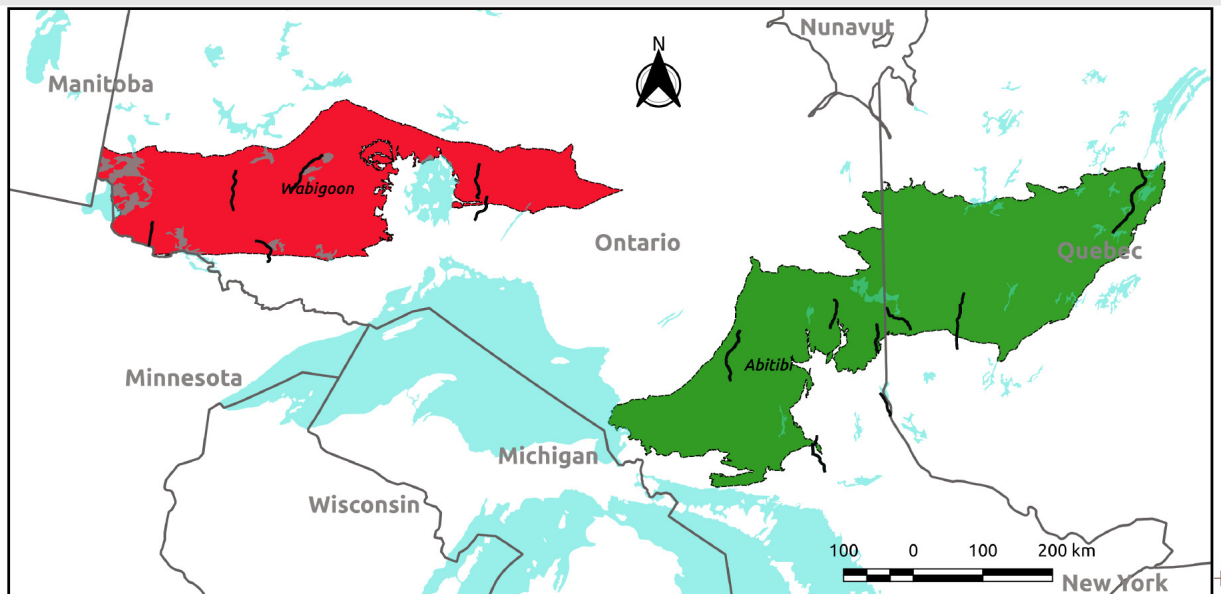 Nunavut
N
Manitoba
Wabigoon
Ontario
Quebec
Abitibi
Minnesota
Michigan
Wisconsin
100 0 100 200 km
New York